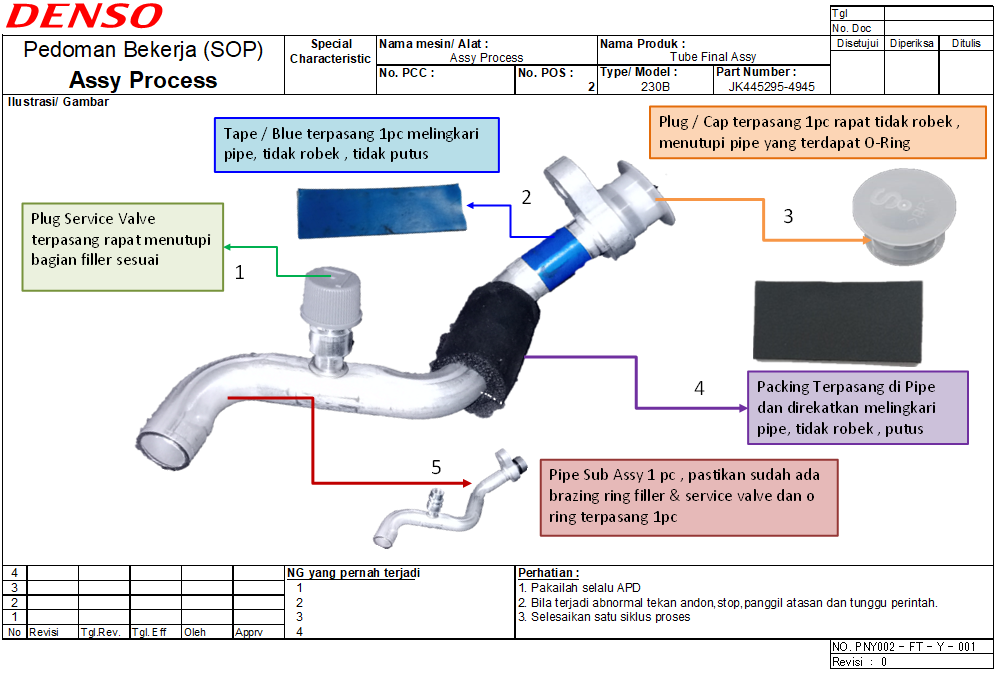 DENSO
Tgl
No. Doc
Pedoman Bekerja (SOP)
Assy Process
Special
Characteristic
Nama mesin/ Alat :
Assy Process
Nama Produk :
Tube Final Assy
Disetujui Diperiksa Ditulis
No. PCC :
No. POS :
2
Type/ Model :
230B
Part Number :
JK445295-4945
Ilustrasi/ Gambar
Tape / Blue terpasang 1pc melingkari
pipe, tidak robek , tidak putus
Plug / Cap terpasang 1pc rapat tidak robek ,
menutupi pipe yang terdapat O-Ring
2
3
Plug Service Valve
terpasang rapat menutupi
bagian filler sesuai
1
4
Packing Terpasang di Pipe
dan direkatkan melingkari
pipe, tidak robek , putus
5
Pipe Sub Assy 1 pc , pastikan sudah ada
brazing ring filler & service valve dan o
ring terpasang 1pc
4
3
2
1
No Revisi Tgl.Rev. Tgl. Eff Oleh Apprv
NG yang pernah terjadi
1
2
3
4
Perhatian :
1. Pakailah selalu APD
2. Bila terjadi abnormal tekan andon,stop,panggil atasan dan tunggu perintah.
3. Selesaikan satu siklus proses
NO. PNY002 - FT - Y - 001
Revisi : 0